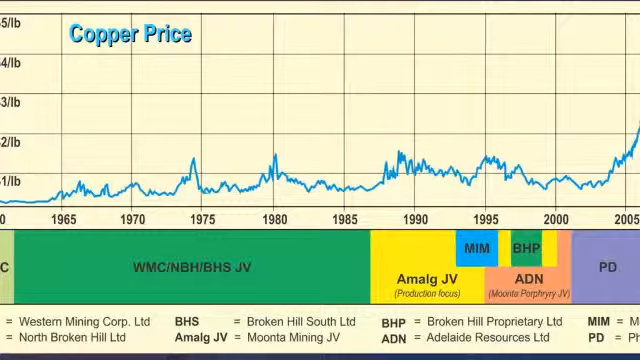 5/lb
Copper Price
4/lb
3/lb
2/lb
1/lb
0 1965 1970 1975 1980 1985 1990 1995 2000 2005
C WMC/NBH/BHS JV Amalg JV MIM BHP ADN PD
(Production focus) (Moonta Porphryry JV)
= Western Mining Corp. Ltd BHS = Broken Hill South Ltd BHP = Broken Hill Proprietary Ltd MIM = M
= North Broken Hill Ltd Amalg JV = Moonta Mining JV ADN = Adelaide Resources Ltd PD = Ph